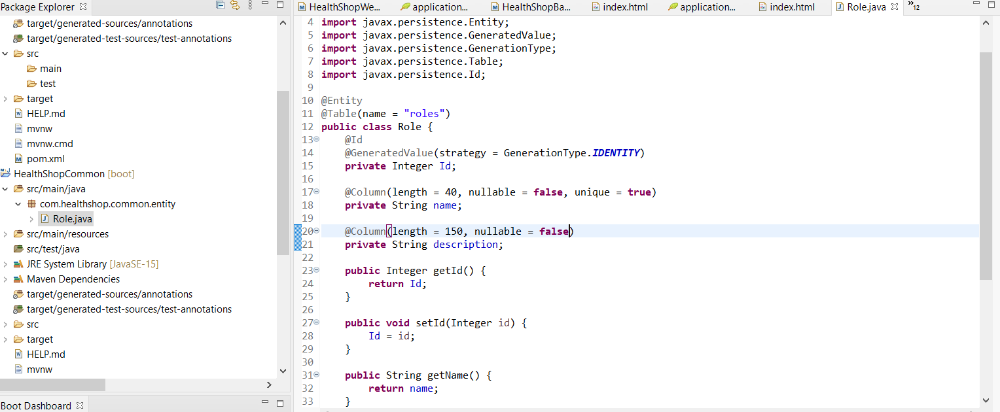 Package Explorer
target/generated-sources/annotations
target/generated-test-sources/test-annotations
src
main
test
target
HELP.md
mvnw
mvnw.cmd
pom.xml
HealthShopCommon [boot]
src/main/java
com.healthshop.common.entity
Role.java
src/main/resources
src/test/java
JRE System Library [JavaSE-15]
Maven Dependencies
target/generated-sources/annotations
target/generated-test-sources/test-annotations
src
target
HELP.md
mvnw
Boot Dashboard
HealthShopWe... application... HealthShopBa... index.html application... index.html Role.java »12
4 import javax.persistence.Entity;
5 import javax.persistence.GeneratedValue;
6 import javax.persistence.GenerationType;
7 import javax.persistence.Table;
8 import javax.persistence.Id;
9
10 @Entity
11 @Table(name = "roles")
12 public class Role {
13 @Id
14 @GeneratedValue(strategy = GenerationType.IDENTITY)
15 private Integer Id;
16
17 @Column(length = 40, nullable = false, unique = true)
18 private String name;
19
20 @Column(length = 150, nullable = false)
21 private String description;
22
23 public Integer getId() {
24 return Id;
25 }
26
27 public void setId(Integer id) {
28 Id = id;
29 }
30
31 public String getName() {
32 return name;
33 }